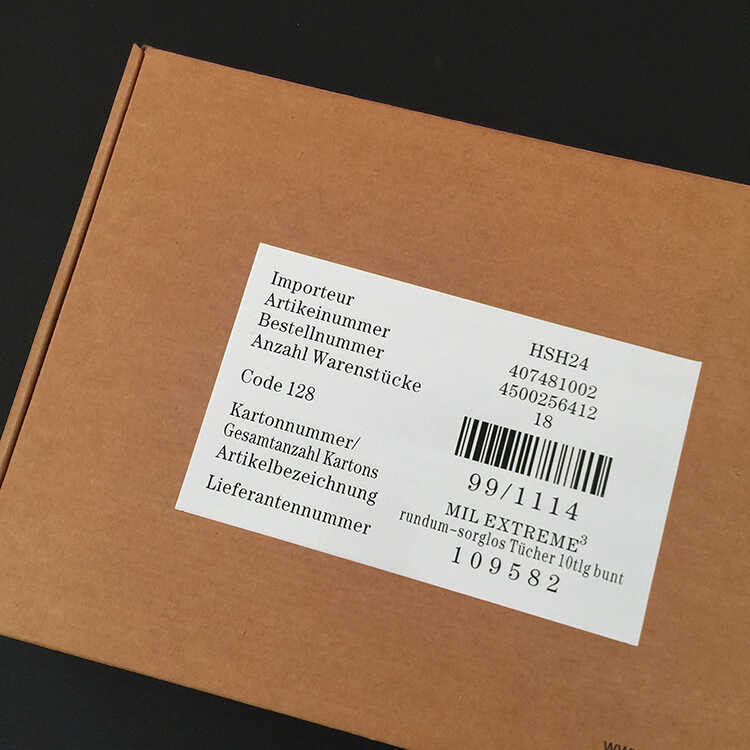 Importeur HSH24
Artikeinummer 407481002
Bestellnummer 4500256412
Anzahl Warenstücke 18
Code 128
Kartonnummer/ 99/1114
Gesamtanzahl Kartons
Artikelbezeichnung MIL EXTREME³
rundum-sorglos Tücher 10tlg bunt
Lieferantennummer 109582